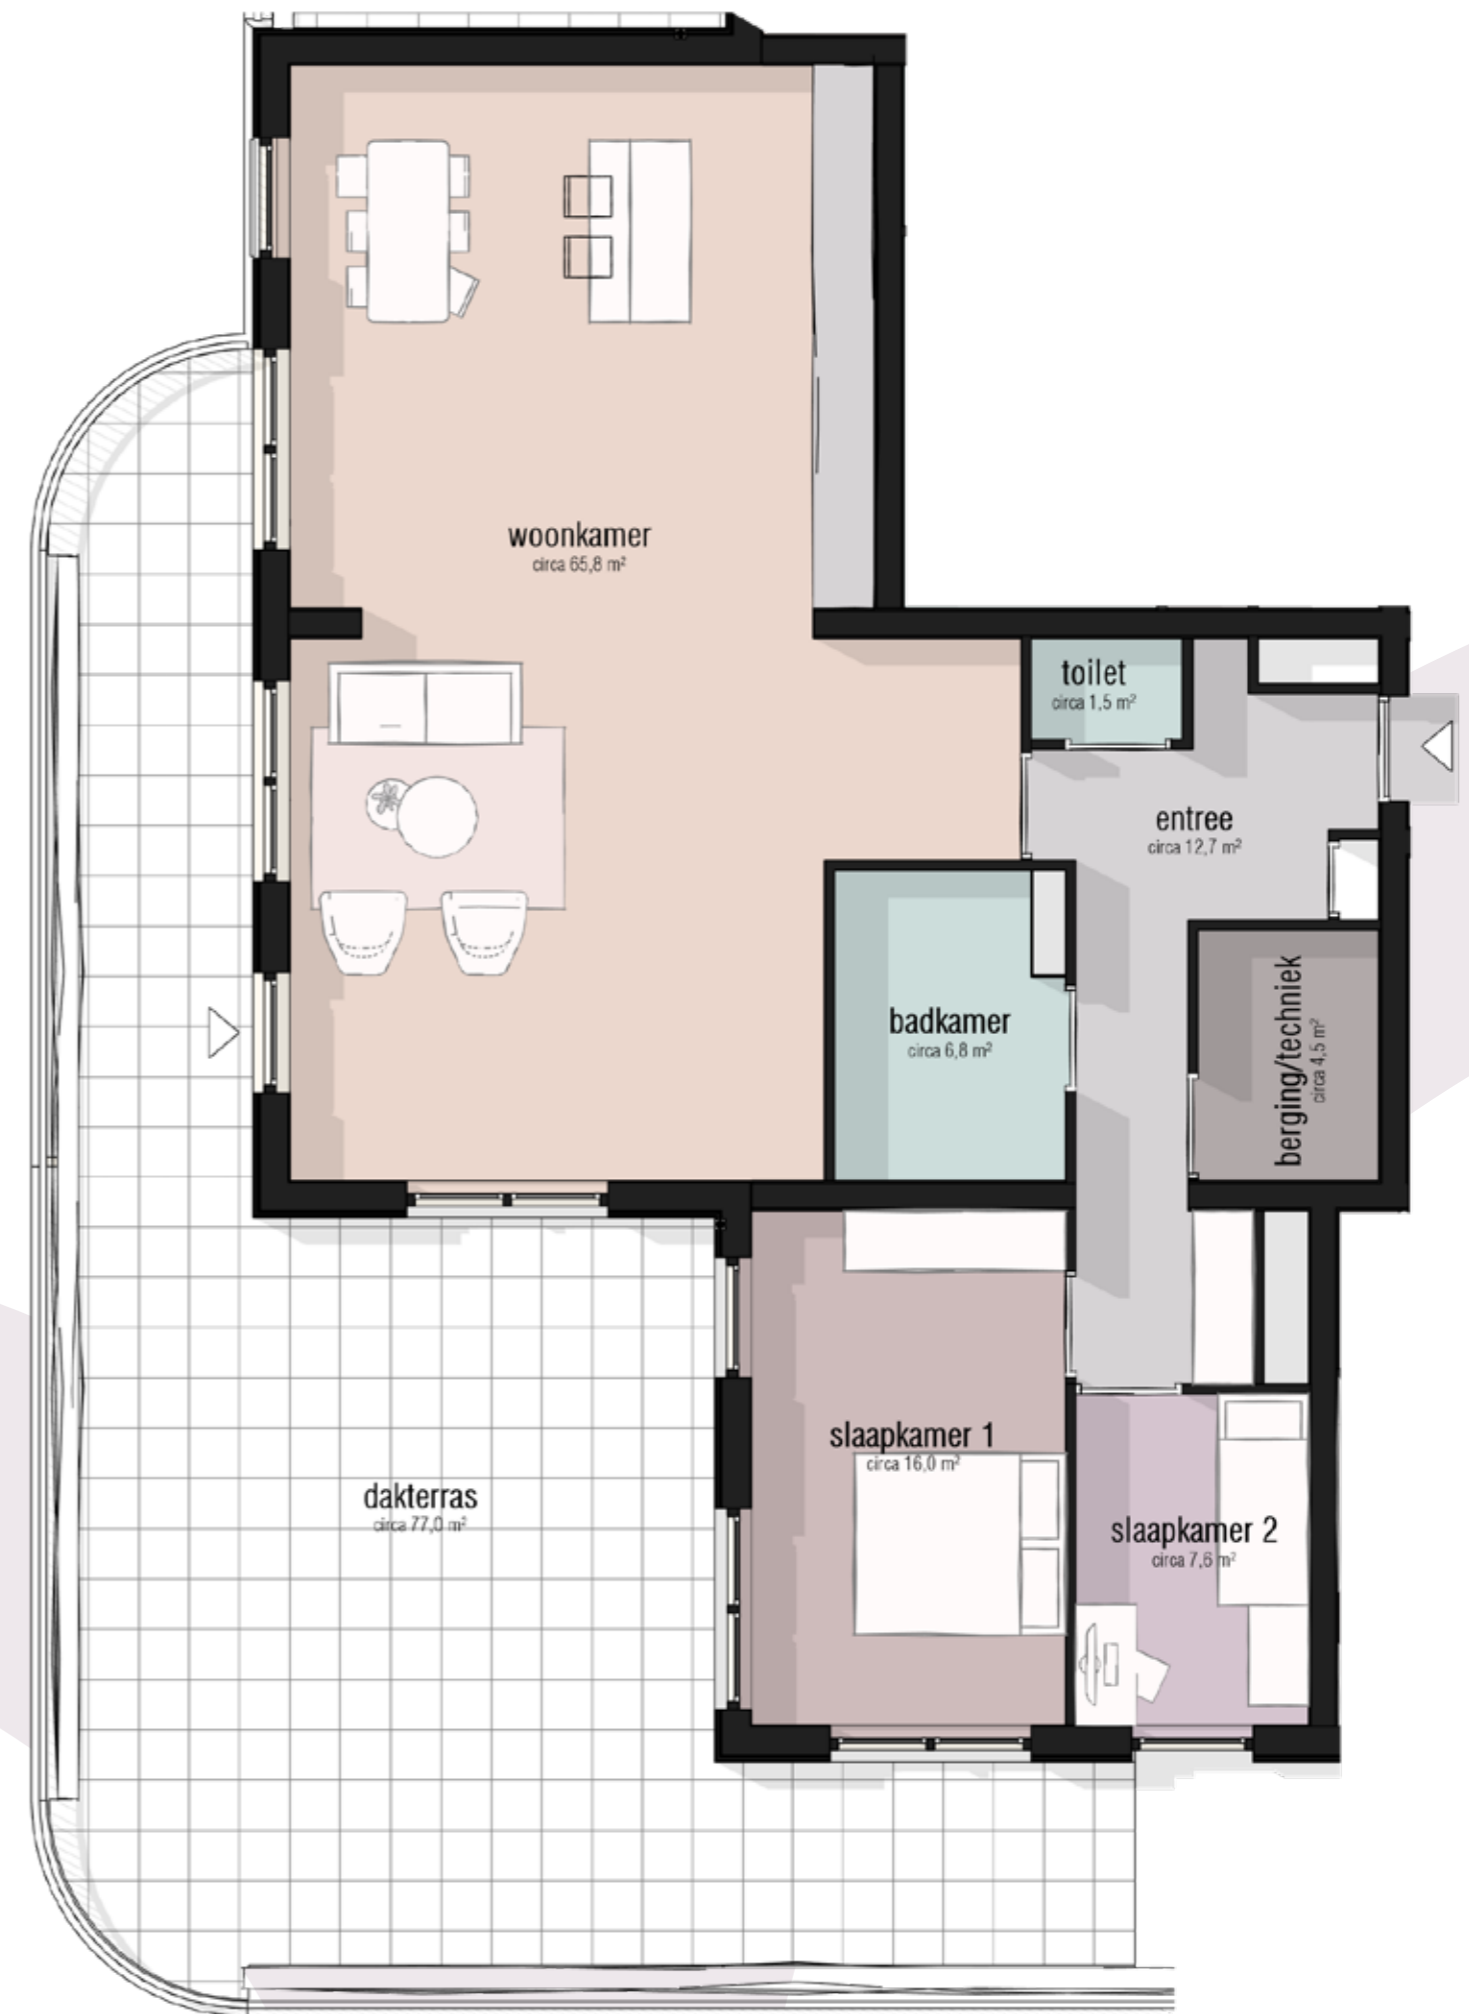 woonkamer
circa 65,8 m²
toilet
circa 1,5 m²
entree
circa 12,7 m²
badkamer
circa 6,8 m²
berging/techniek
circa 4,5 m²
slaapkamer 1
circa 16,0 m²
dakterras
circa 77,0 m²
slaapkamer 2
circa 7,6 m²